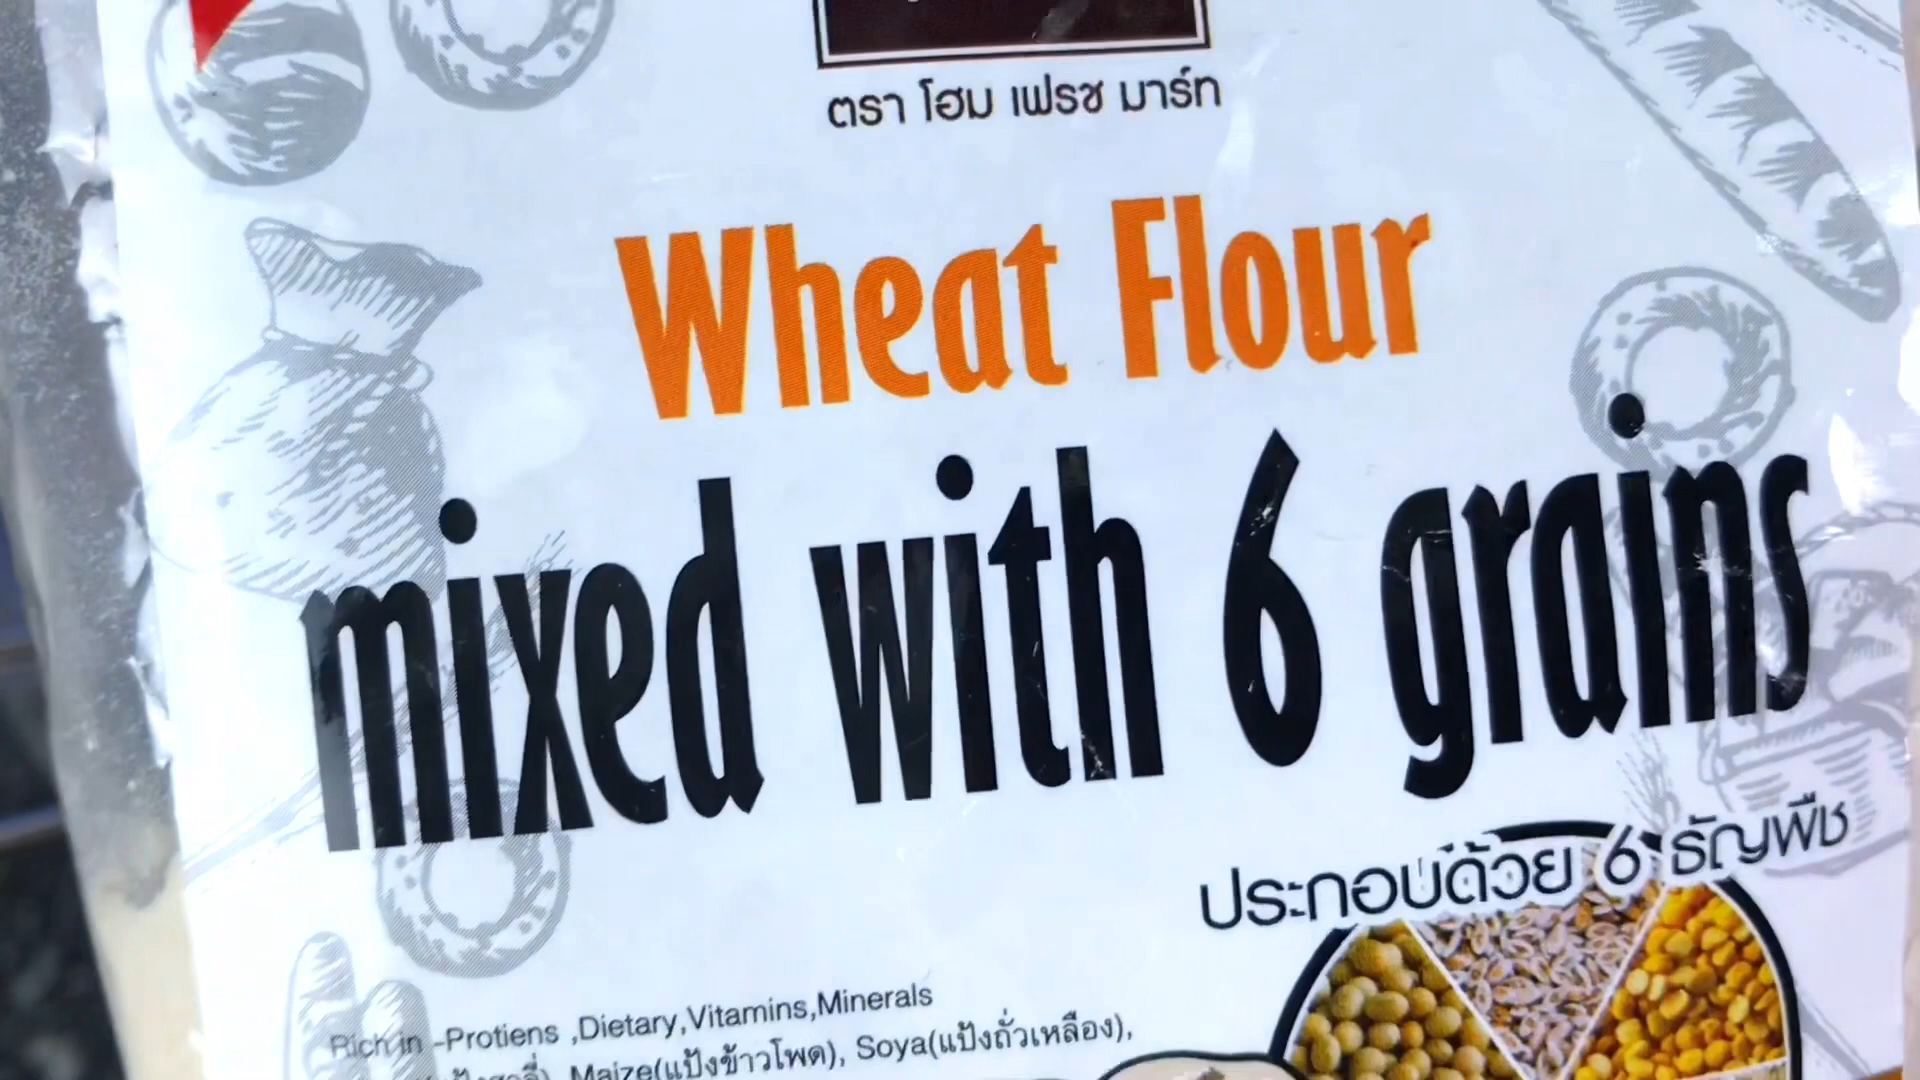 ตรา โฮม เฟรช มาร์ท
Wheat Flour
mixed with 6 grains
ประกอบด้วย 6 ธัญพืช
Rich in -Protiens ,Dietary,Vitamins,Minerals
Maize(แป้งข้าวโพด), Soya(แป้งถั่วเหลือง),